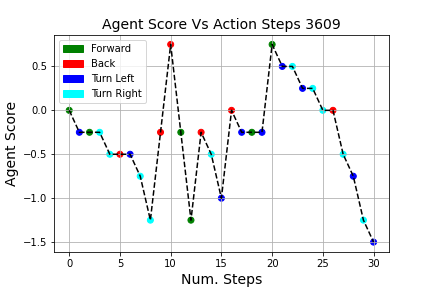 Agent Score Vs Action Steps 3609
Forward
Back
Turn Left
Turn Right
Agent Score
0.5
0.0
−0.5
−1.0
−1.5
0 5 10 15 20 25 30
Num. Steps